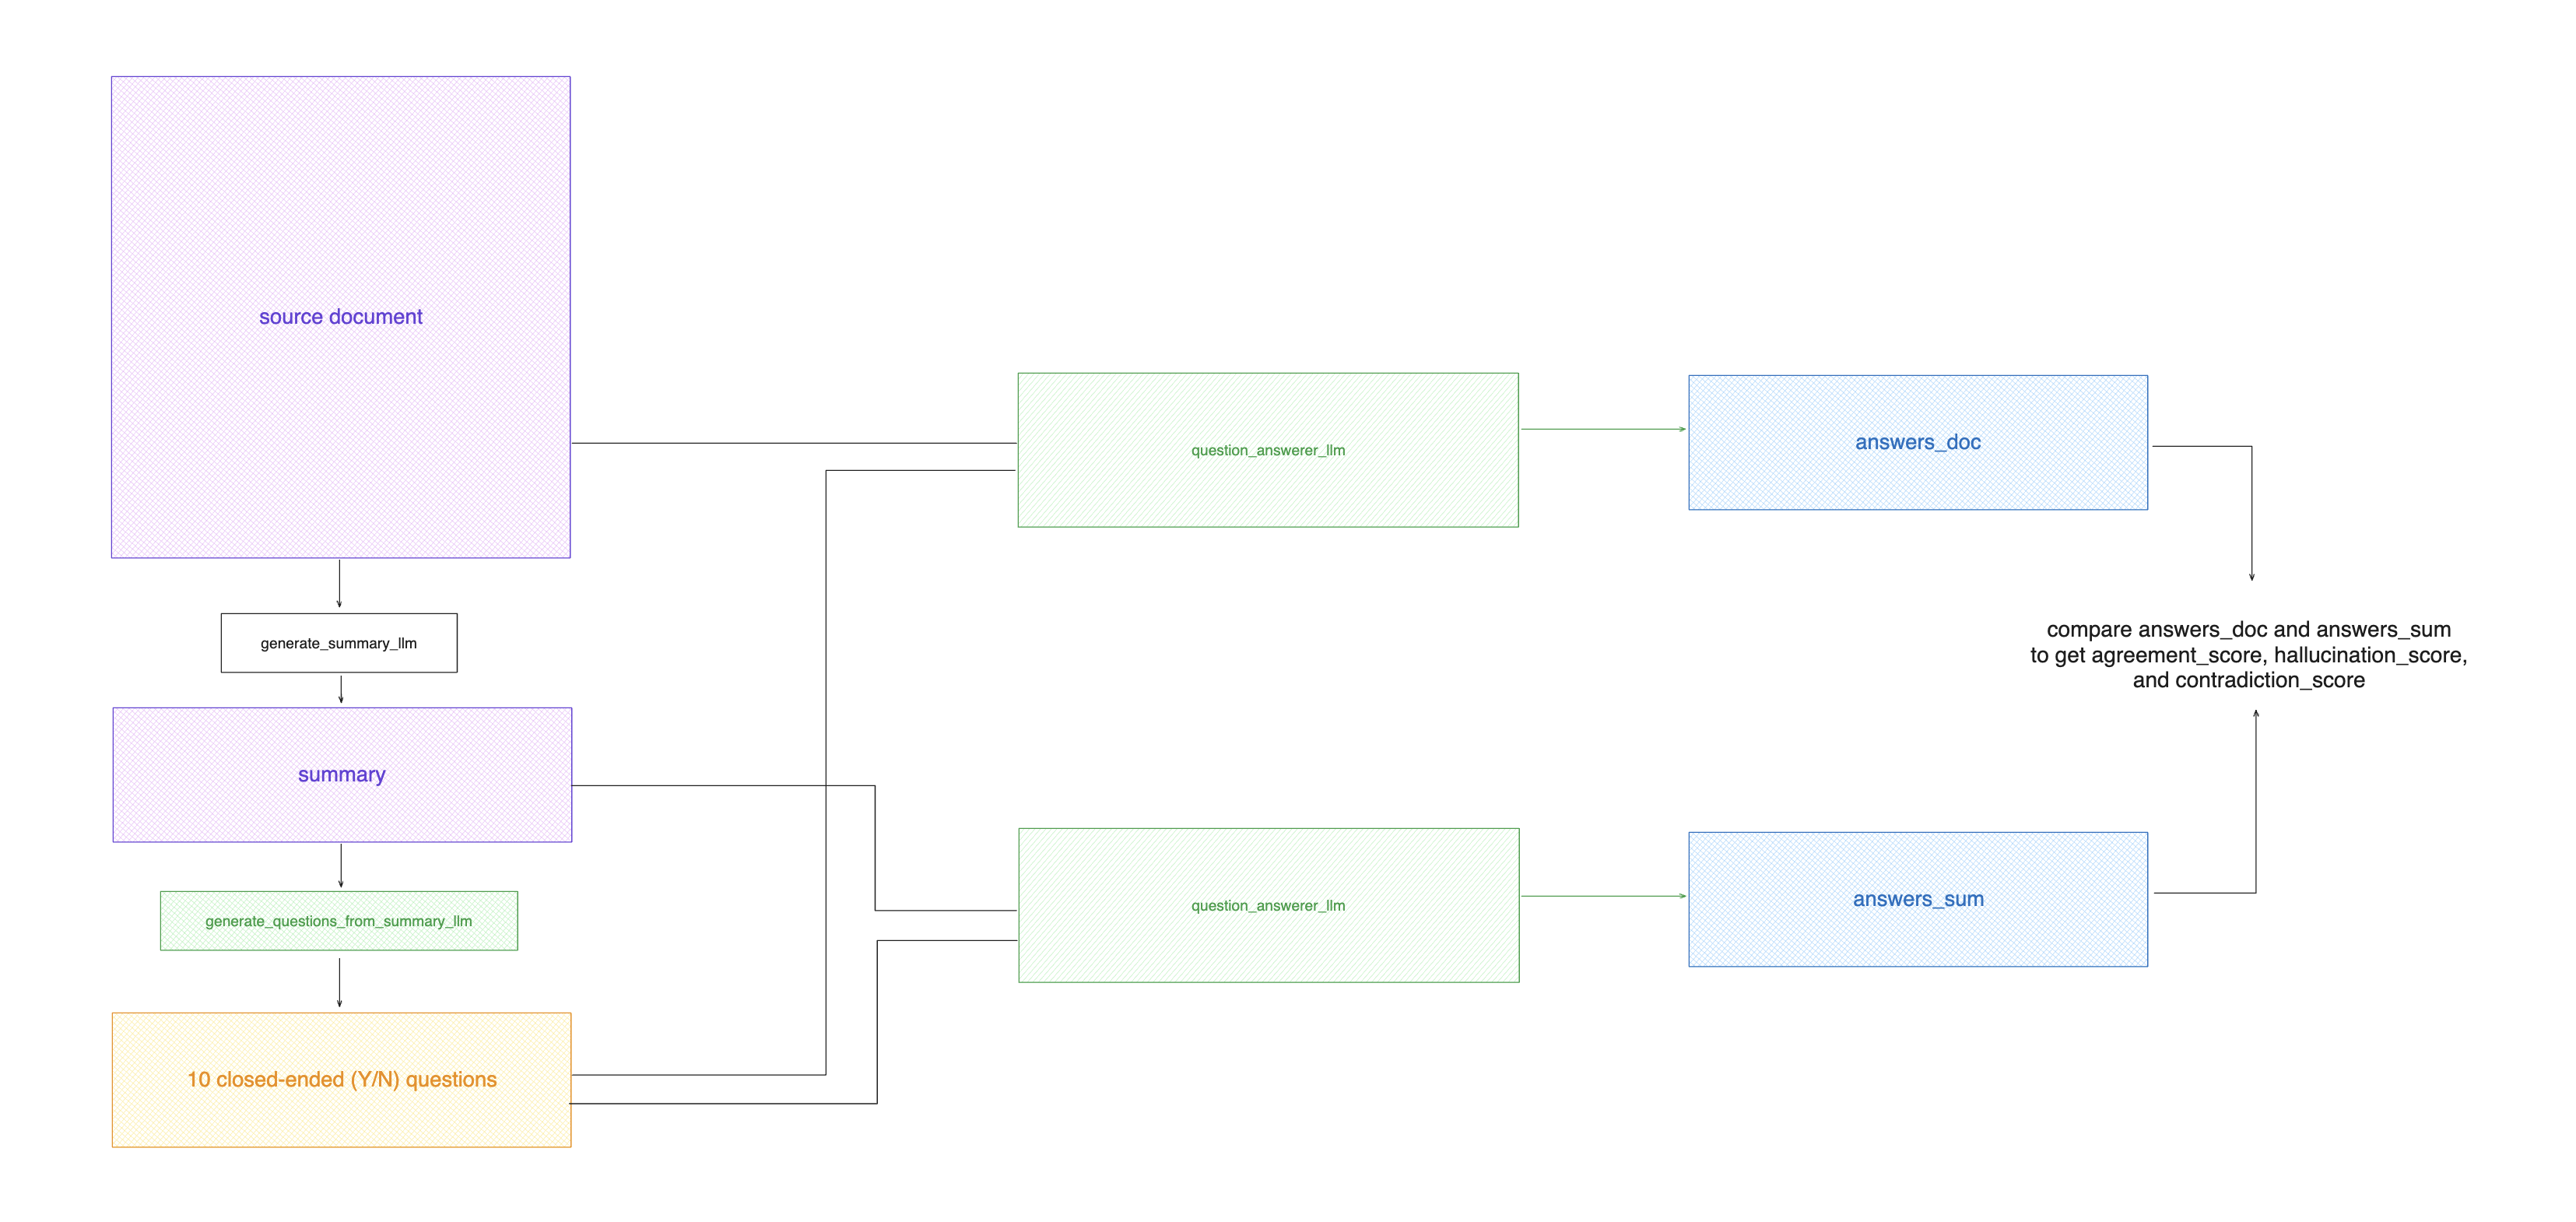 source document
generate_summary_llm
summary
generate_questions_from_summary_llm
10 closed-ended (Y/N) questions
question_answerer_llm
answers_doc
question_answerer_llm
answers_sum
compare answers_doc and answers_sum
to get agreement_score, hallucination_score,
and contradiction_score